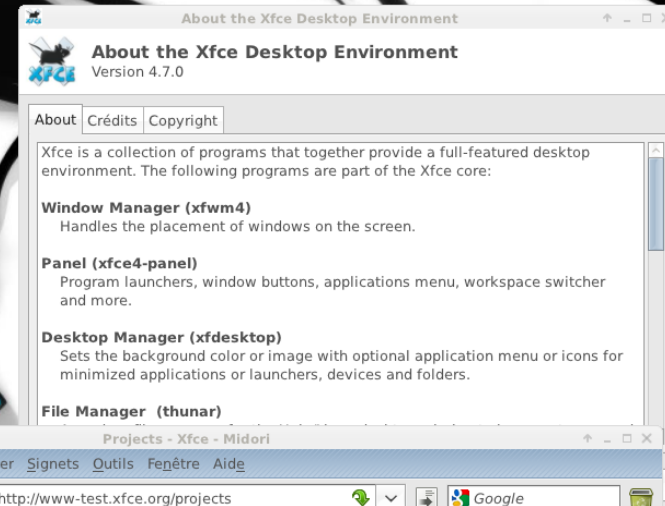 About the Xfce Desktop Environment
XFCE
About the Xfce Desktop Environment
Version 4.7.0
About Crédits Copyright
Xfce is a collection of programs that together provide a full-featured desktop
environment. The following programs are part of the Xfce core:
Window Manager (xfwm4)
Handles the placement of windows on the screen.
Panel (xfce4-panel)
Program launchers, window buttons, applications menu, workspace switcher
and more.
Desktop Manager (xfdesktop)
Sets the background color or image with optional application menu or icons for
minimized applications or launchers, devices and folders.
File Manager (thunar)
Projects - Xfce - Midori
er Signets Outils Fenêtre Aide
http://www-test.xfce.org/projects Google